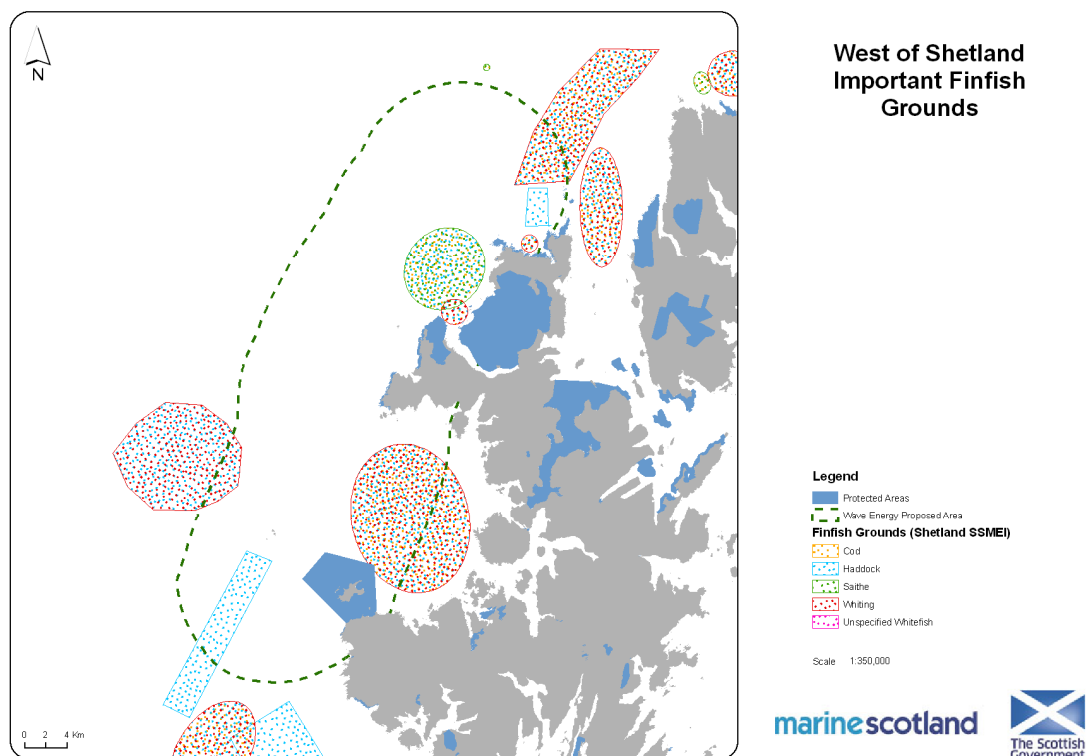 N
West of Shetland
Important Finfish
Grounds
Legend
Protected Areas
Wave Energy Proposed Area
Finfish Grounds (Shetland SSMEI)
Cod
Haddock
Saithe
Whiting
Unspecified Whitefish
Scale 1:350,000
0 2 4 Km
marinescotland
The Scottish
Government